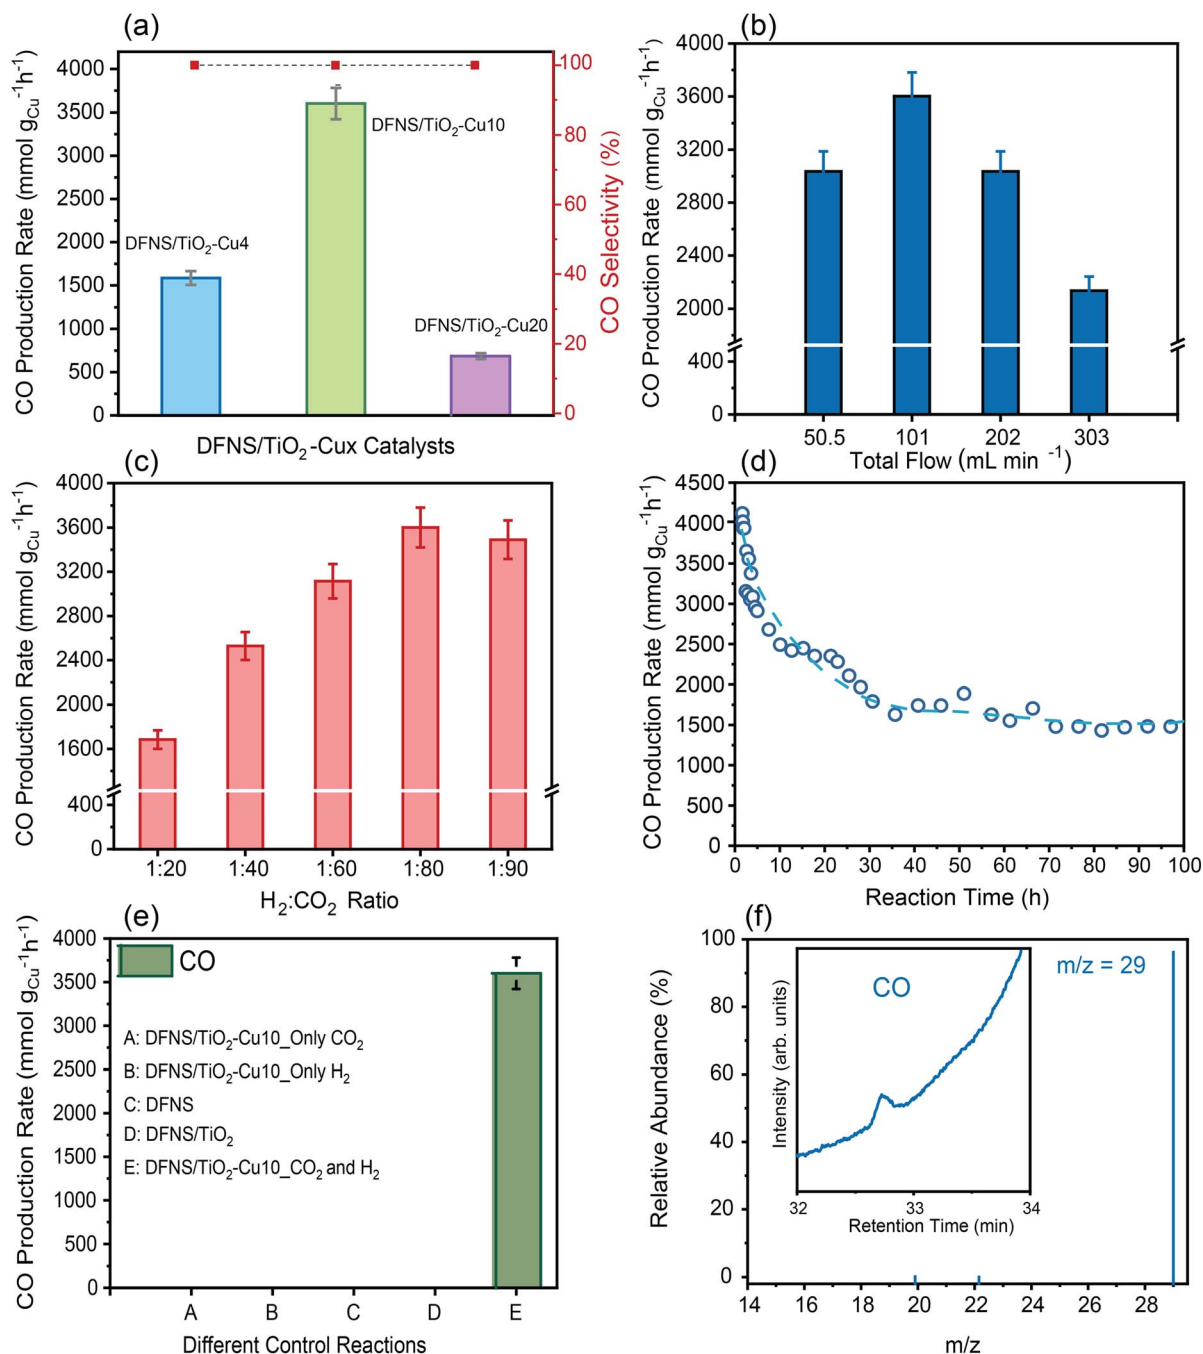 (a)
CO Production Rate (mmol g_Cu⁻¹h⁻¹)
4000
3500
3000
2500
2000
1500
1000
500
0
DFNS/TiO₂-Cu4
DFNS/TiO₂-Cu10
DFNS/TiO₂-Cu20
100
80
60
40
20
0
CO Selectivity (%)
DFNS/TiO₂-Cux Catalysts
(b)
CO Production Rate (mmol g_Cu⁻¹h⁻¹)
4000
3600
3200
2800
2400
2000
400
0
50.5 101 202 303
Total Flow (mL min ⁻¹)
(c)
CO Production Rate (mmol g_Cu⁻¹h⁻¹)
4000
3600
3200
2800
2400
2000
1600
400
0
1:20 1:40 1:60 1:80 1:90
H₂:CO₂ Ratio
(d)
CO Production Rate (mmol g_Cu⁻¹h⁻¹)
4500
4000
3500
3000
2500
2000
1500
1000
500
0
0 10 20 30 40 50 60 70 80 90 100
Reaction Time (h)
(e)
CO Production Rate (mmol g_Cu⁻¹h⁻¹)
4000
3500
3000
2500
2000
1500
1000
500
0
CO
A: DFNS/TiO₂-Cu10_Only CO₂
B: DFNS/TiO₂-Cu10_Only H₂
C: DFNS
D: DFNS/TiO₂
E: DFNS/TiO₂-Cu10_CO₂ and H₂
A B C D E
Different Control Reactions
(f)
Relative Abundance (%)
100
80
60
40
20
0
m/z = 29
CO
Intensity (arb. units)
32 33 34
Retention Time (min)
14 16 18 20 22 24 26 28
m/z